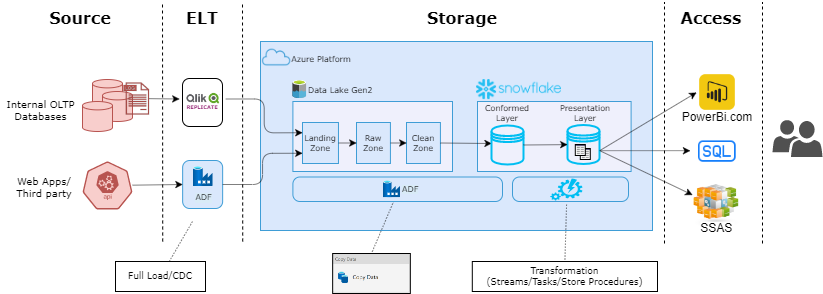 Source
ELT
Storage
Access
Azure Platform
Internal OLTP
Databases
Qlik Q
REPLICATE
Data Lake Gen2
snowflake
Landing
Zone
Raw
Zone
Clean
Zone
Conformed
Layer
Presentation
Layer
PowerBi.com
SQL
SSAS
Web Apps/
Third party
api
ADF
ADF
Full Load/CDC
Copy Data
Copy Data
Transformation
(Streams/Tasks/Store Procedures)